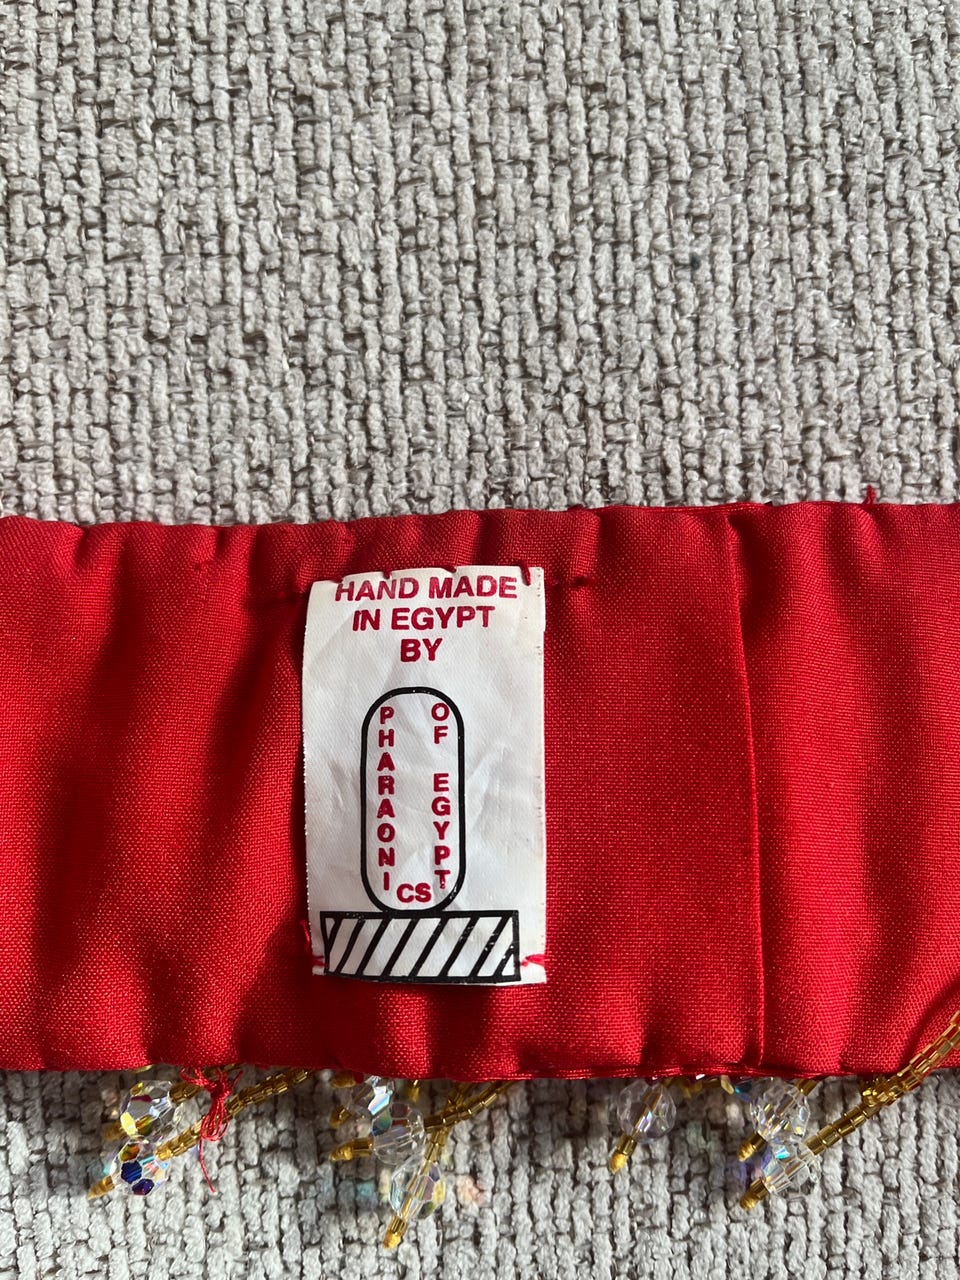 HAND MADE
IN EGYPT
BY
PHARAONICS
OF EGYPT